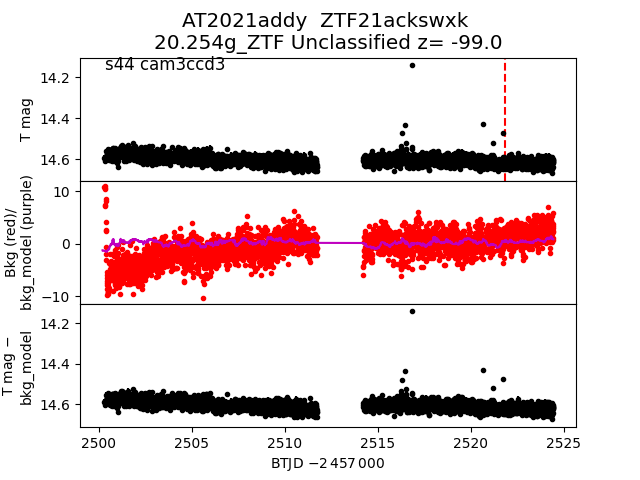 AT2021addy  ZTF21ackswxk
20.254g_ZTF Unclassified z= -99.0
s44 cam3ccd3
T mag
14.2
14.4
14.6
Bkg (red)/
bkg_model (purple)
10
0
−10
T mag −
bkg_model
14.2
14.4
14.6
2500 2505 2510 2515 2520 2525
BTJD −2 457 000